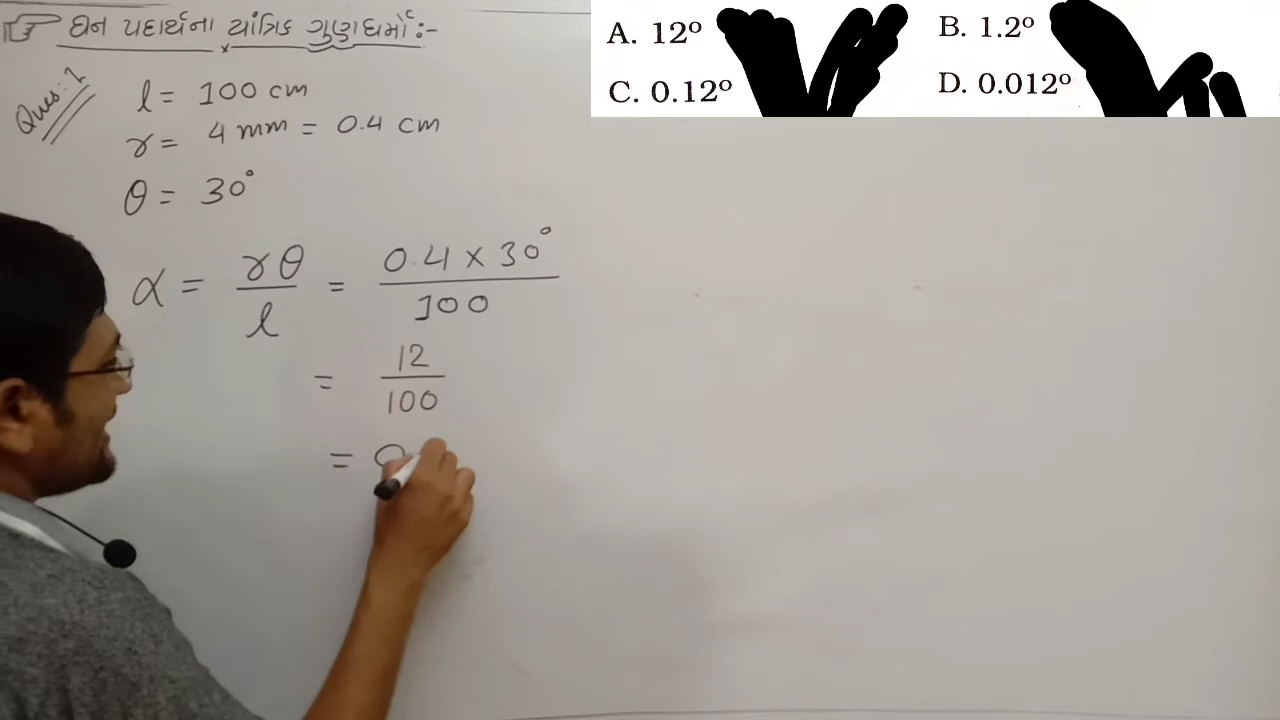 ઘન પદાર્થના યાંત્રિક ગુણધર્મો :-
Ques: 1
l = 100 cm
r = 4 mm = 0.4 cm
θ = 30°
α = rθ / l = 0.4 × 30° / 100
= 12 / 100
= 0
A. 12° B. 1.2°
C. 0.12° D. 0.012°